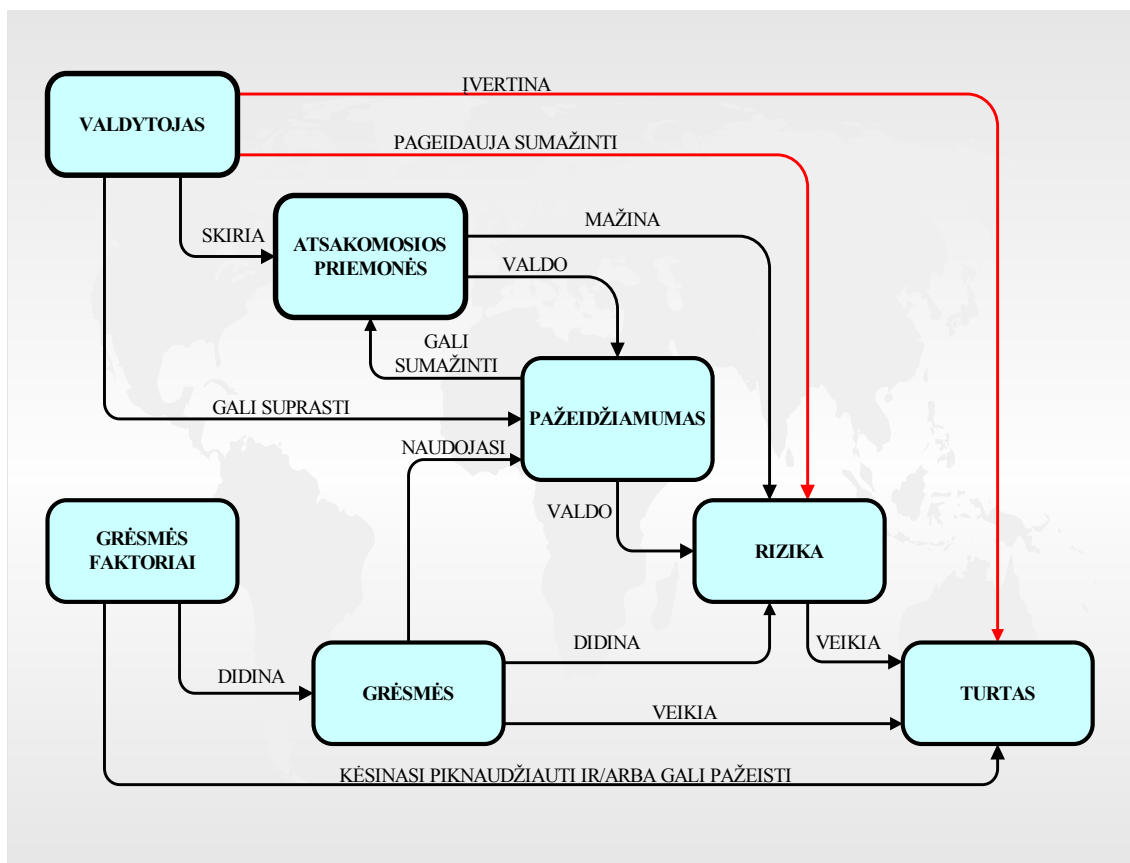 ĮVERTINA
VALDYTOJAS
PAGEIDAUJA SUMAŽINTI
SKIRIA
ATSAKOMOSIOS
PRIEMONĖS
MAŽINA
VALDO
GALI
SUMAŽINTI
GALI SUPRASTI
PAŽEIDŽIAMUMAS
NAUDOJASI
VALDO
GRĖSMĖS
FAKTORIAI
RIZIKA
DIDINA
VEIKIA
DIDINA
GRĖSMĖS
TURTAS
VEIKIA
KĖSINASI PIKNAUDŽIAUTI IR/ARBA GALI PAŽEISTI